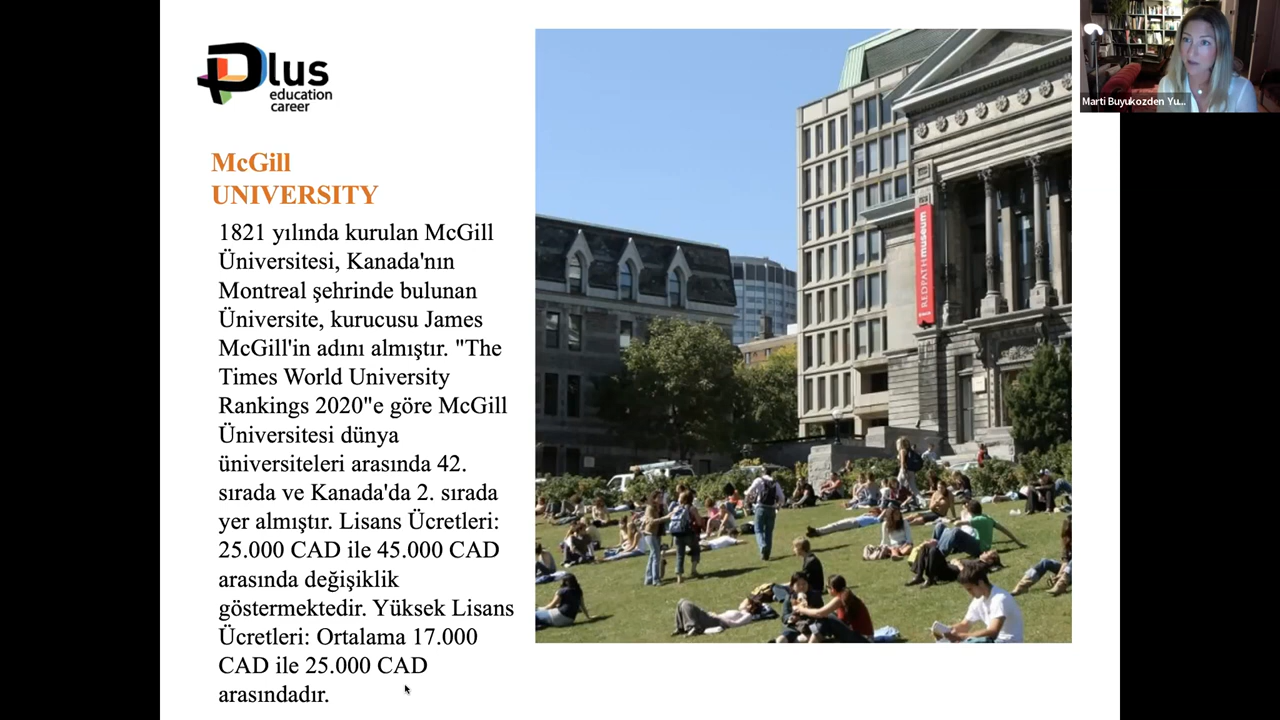 Plus
education
career
McGill
UNIVERSITY
1821 yılında kurulan McGill
Üniversitesi, Kanada'nın
Montreal şehrinde bulunan
Üniversite, kurucusu James
McGill'in adını almıştır. "The
Times World University
Rankings 2020"e göre McGill
Üniversitesi dünya
üniversiteleri arasında 42.
sırada ve Kanada'da 2. sırada
yer almıştır. Lisans Ücretleri:
25.000 CAD ile 45.000 CAD
arasında değişiklik
göstermektedir. Yüksek Lisans
Ücretleri: Ortalama 17.000
CAD ile 25.000 CAD
arasındadır.
REDPATH museum
Marti Buyukozden Yu...